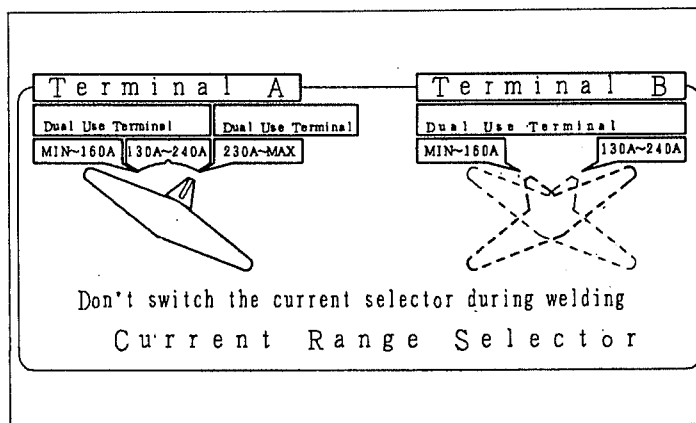 Terminal A Terminal B
Dual Use Terminal Dual Use Terminal Dual Use Terminal
MIN~160A 130A~240A 230A~MAX MIN~160A 130A~240A
Don't switch the current selector during welding
Current Range Selector